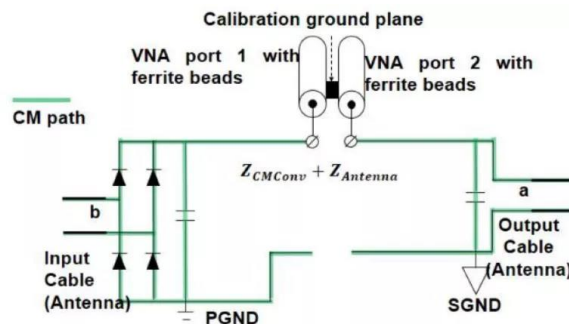 Calibration ground plane
VNA port 1 with
ferrite beads
VNA port 2 with
ferrite beads
CM path
Z_CMConv + Z_Antenna
a
b
Input
Cable
(Antenna)
Output
Cable
(Antenna)
PGND
SGND